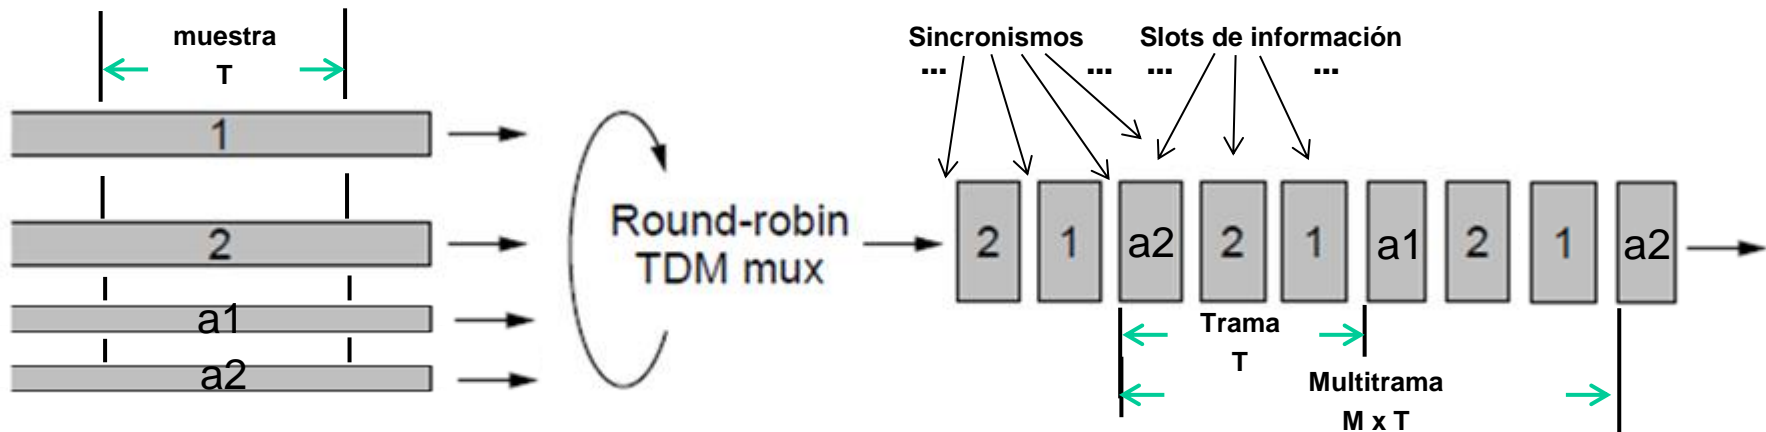 muestra
T
1
2
a1
a2
Round-robin
TDM mux
Sincronismos
...
...
Slots de información
...
...
2 1 a2 2 1 a1 2 1 a2
Trama
T
Multitrama
M x T